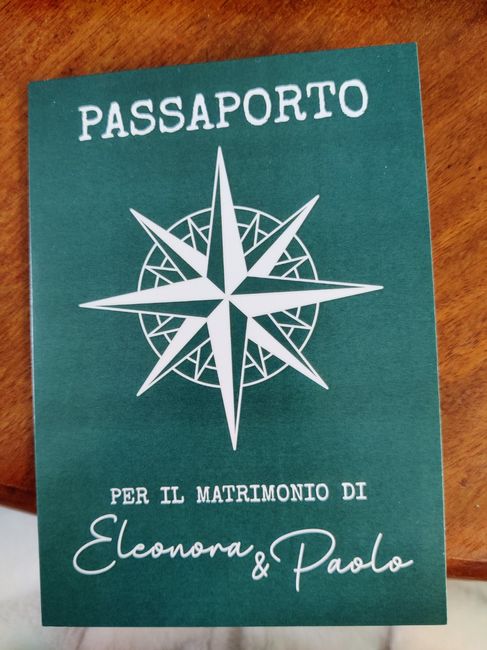 PASSAPORTO
PER IL MATRIMONIO DI
Eleonora & Paolo